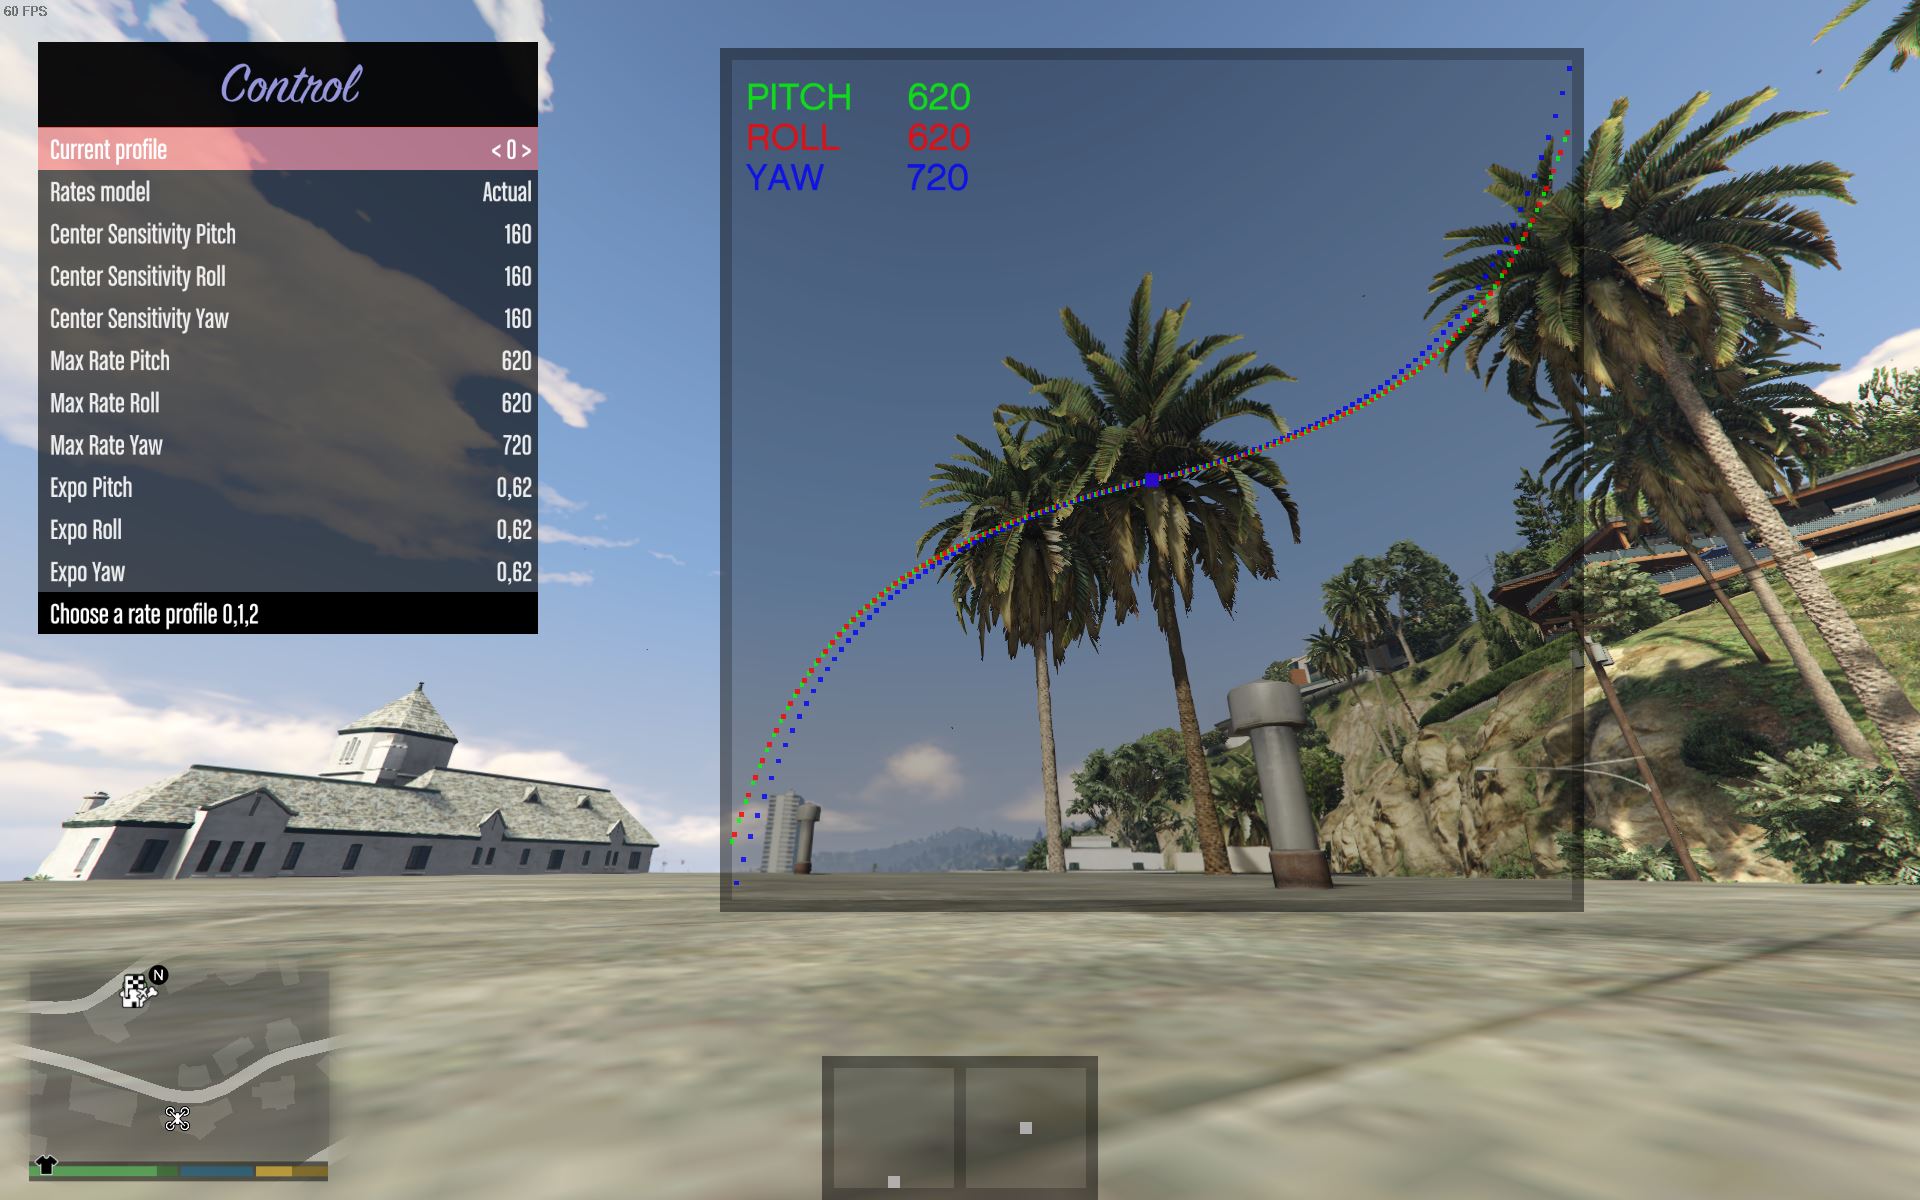 60 FPS
Control
Current profile < 0 >
Rates model Actual
Center Sensitivity Pitch 160
Center Sensitivity Roll 160
Center Sensitivity Yaw 160
Max Rate Pitch 620
Max Rate Roll 620
Max Rate Yaw 720
Expo Pitch 0,62
Expo Roll 0,62
Expo Yaw 0,62
Choose a rate profile 0,1,2
PITCH 620
ROLL 620
YAW 720
N